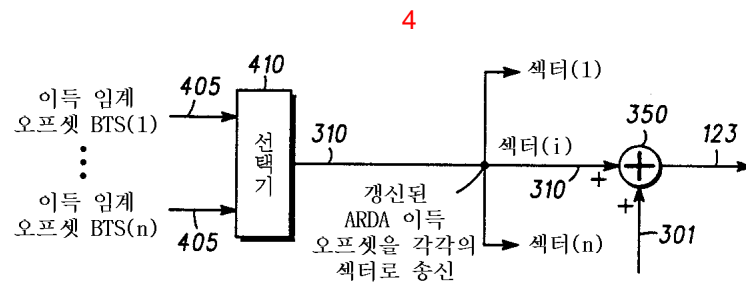 4
410
이득 임계
오프셋 BTS(1)
405
이득 임계
오프셋 BTS(n)
405
선택기
310
섹터(1)
섹터(i)
310
섹터(n)
갱신된
ARDA 이득
오프셋을 각각의
섹터로 송신
350
+
+
+
123
301